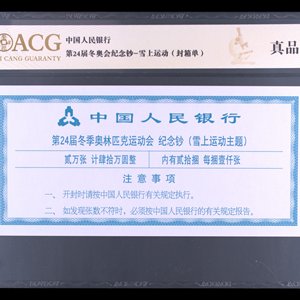 ACG
CANG GUARANTY
中国人民银行
第24届冬奥会纪念钞-雪上运动（封箱单）
真品
中国人民银行
第24届冬季奥林匹克运动会 纪念钞（雪上运动主题）
贰万张 计肆拾万圆整
内有贰拾捆 每捆壹仟张
注意事项
一、开封时请按中国人民银行有关规定执行。
二、如发现张数不符时，必须按中国人民银行的有关规定报告。